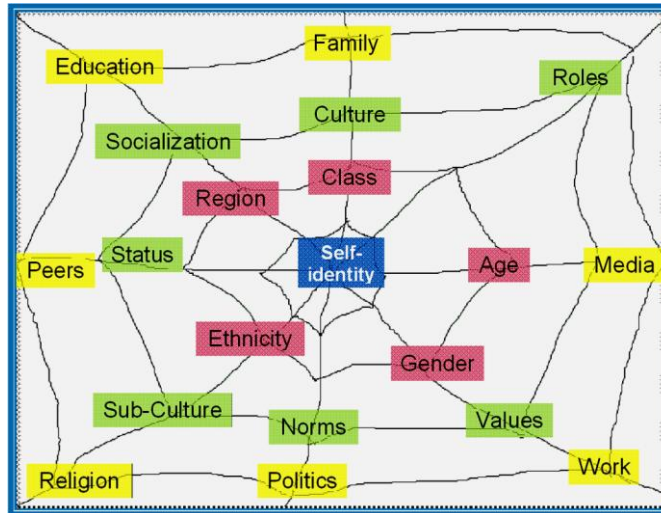 Family
Education
Roles
Culture
Socialization
Class
Region
Status
Self-
identity
Age
Media
Peers
Ethnicity
Gender
Sub-Culture
Norms
Values
Religion
Politics
Work